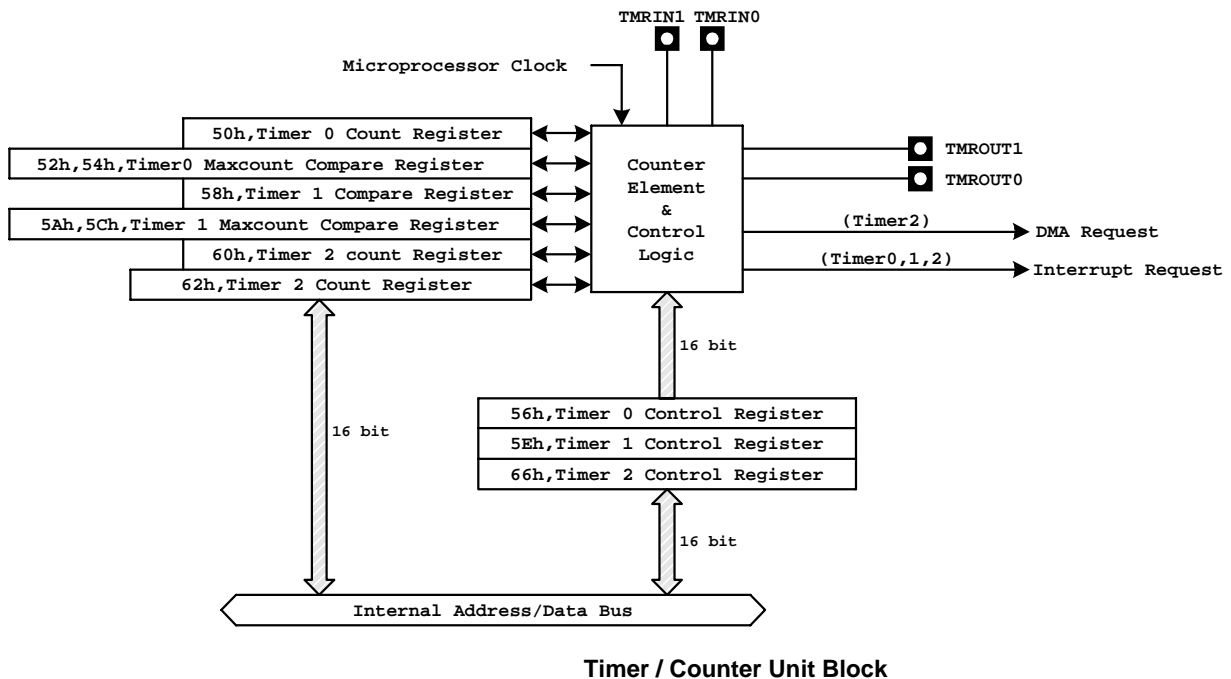 TMRIN1 TMRIN0
Microprocessor Clock
50h,Timer 0 Count Register
52h,54h,Timer0 Maxcount Compare Register
58h,Timer 1 Compare Register
5Ah,5Ch,Timer 1 Maxcount Compare Register
60h,Timer 2 count Register
62h,Timer 2 Count Register
Counter
Element
&
Control
Logic
TMROUT1
TMROUT0
(Timer2)
DMA Request
(Timer0,1,2)
Interrupt Request
16 bit
16 bit
56h,Timer 0 Control Register
5Eh,Timer 1 Control Register
66h,Timer 2 Control Register
16 bit
Internal Address/Data Bus
Timer / Counter Unit Block